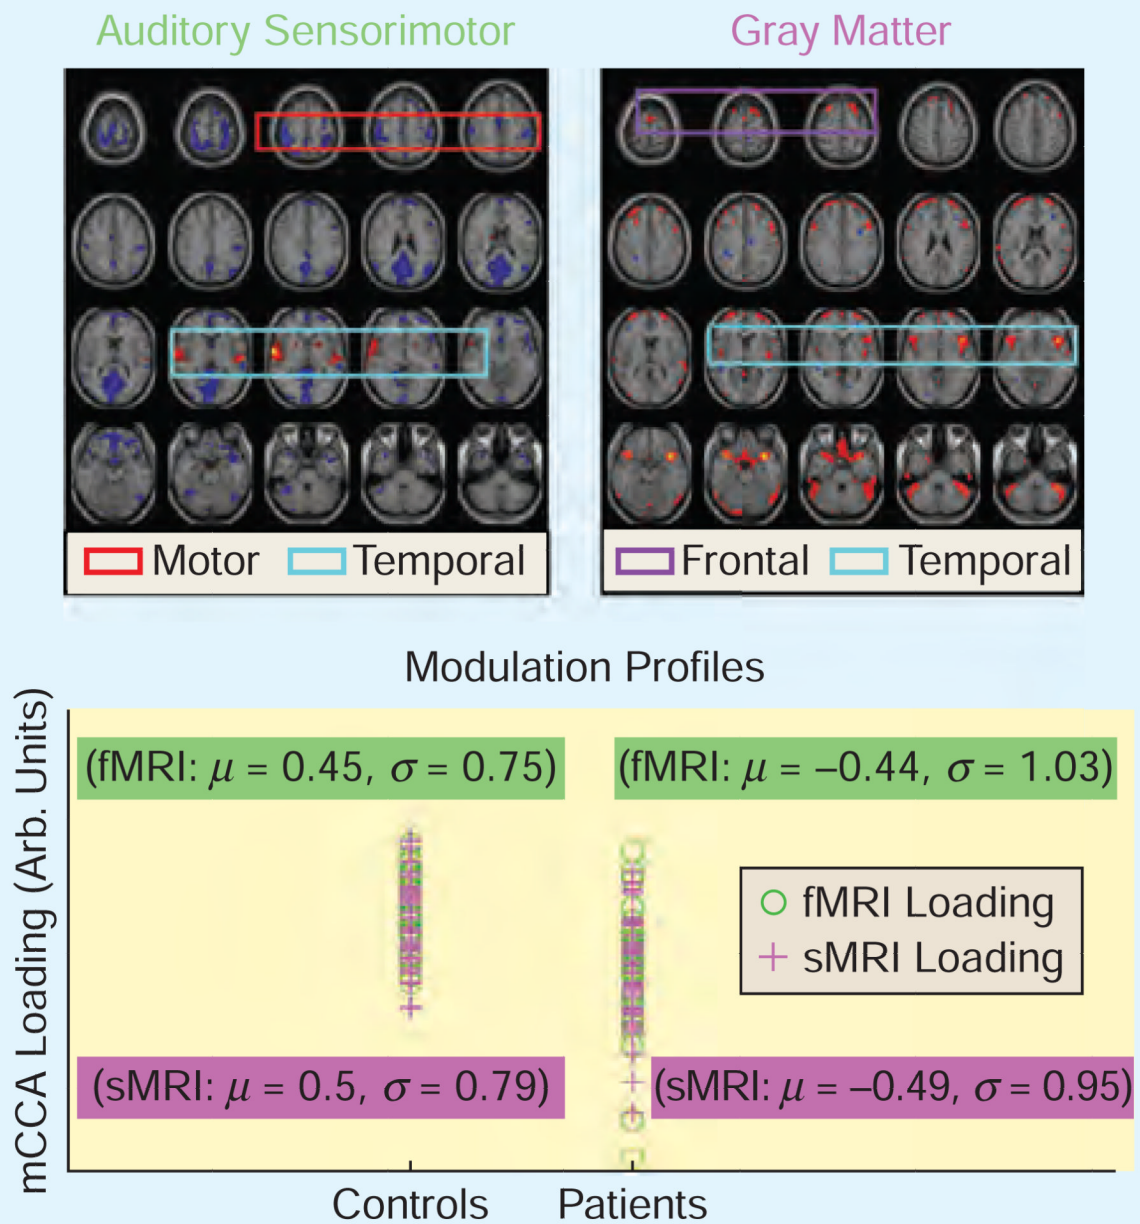 Auditory Sensorimotor
Gray Matter
Motor
Temporal
Frontal
Temporal
Modulation Profiles
mCCA Loading (Arb. Units)
(fMRI: μ = 0.45, σ = 0.75)
(fMRI: μ = –0.44, σ = 1.03)
fMRI Loading
sMRI Loading
(sMRI: μ = 0.5, σ = 0.79)
(sMRI: μ = –0.49, σ = 0.95)
Controls
Patients